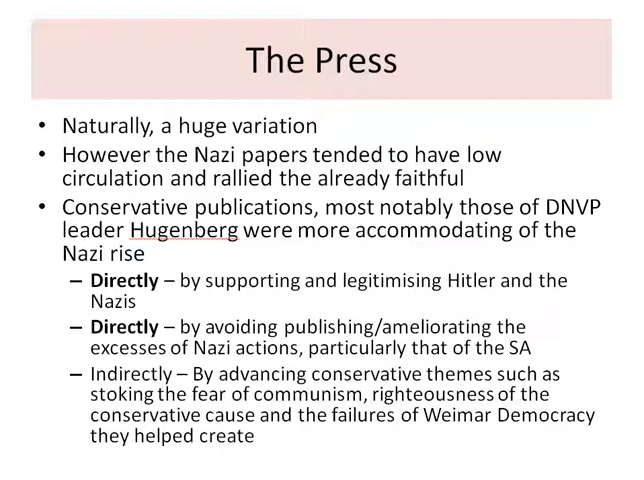 The Press
• Naturally, a huge variation
• However the Nazi papers tended to have low
circulation and rallied the already faithful
• Conservative publications, most notably those of DNVP
leader Hugenberg were more accommodating of the
Nazi rise
– Directly – by supporting and legitimising Hitler and the
Nazis
– Directly – by avoiding publishing/ameliorating the
excesses of Nazi actions, particularly that of the SA
– Indirectly – By advancing conservative themes such as
stoking the fear of communism, righteousness of the
conservative cause and the failures of Weimar Democracy
they helped create